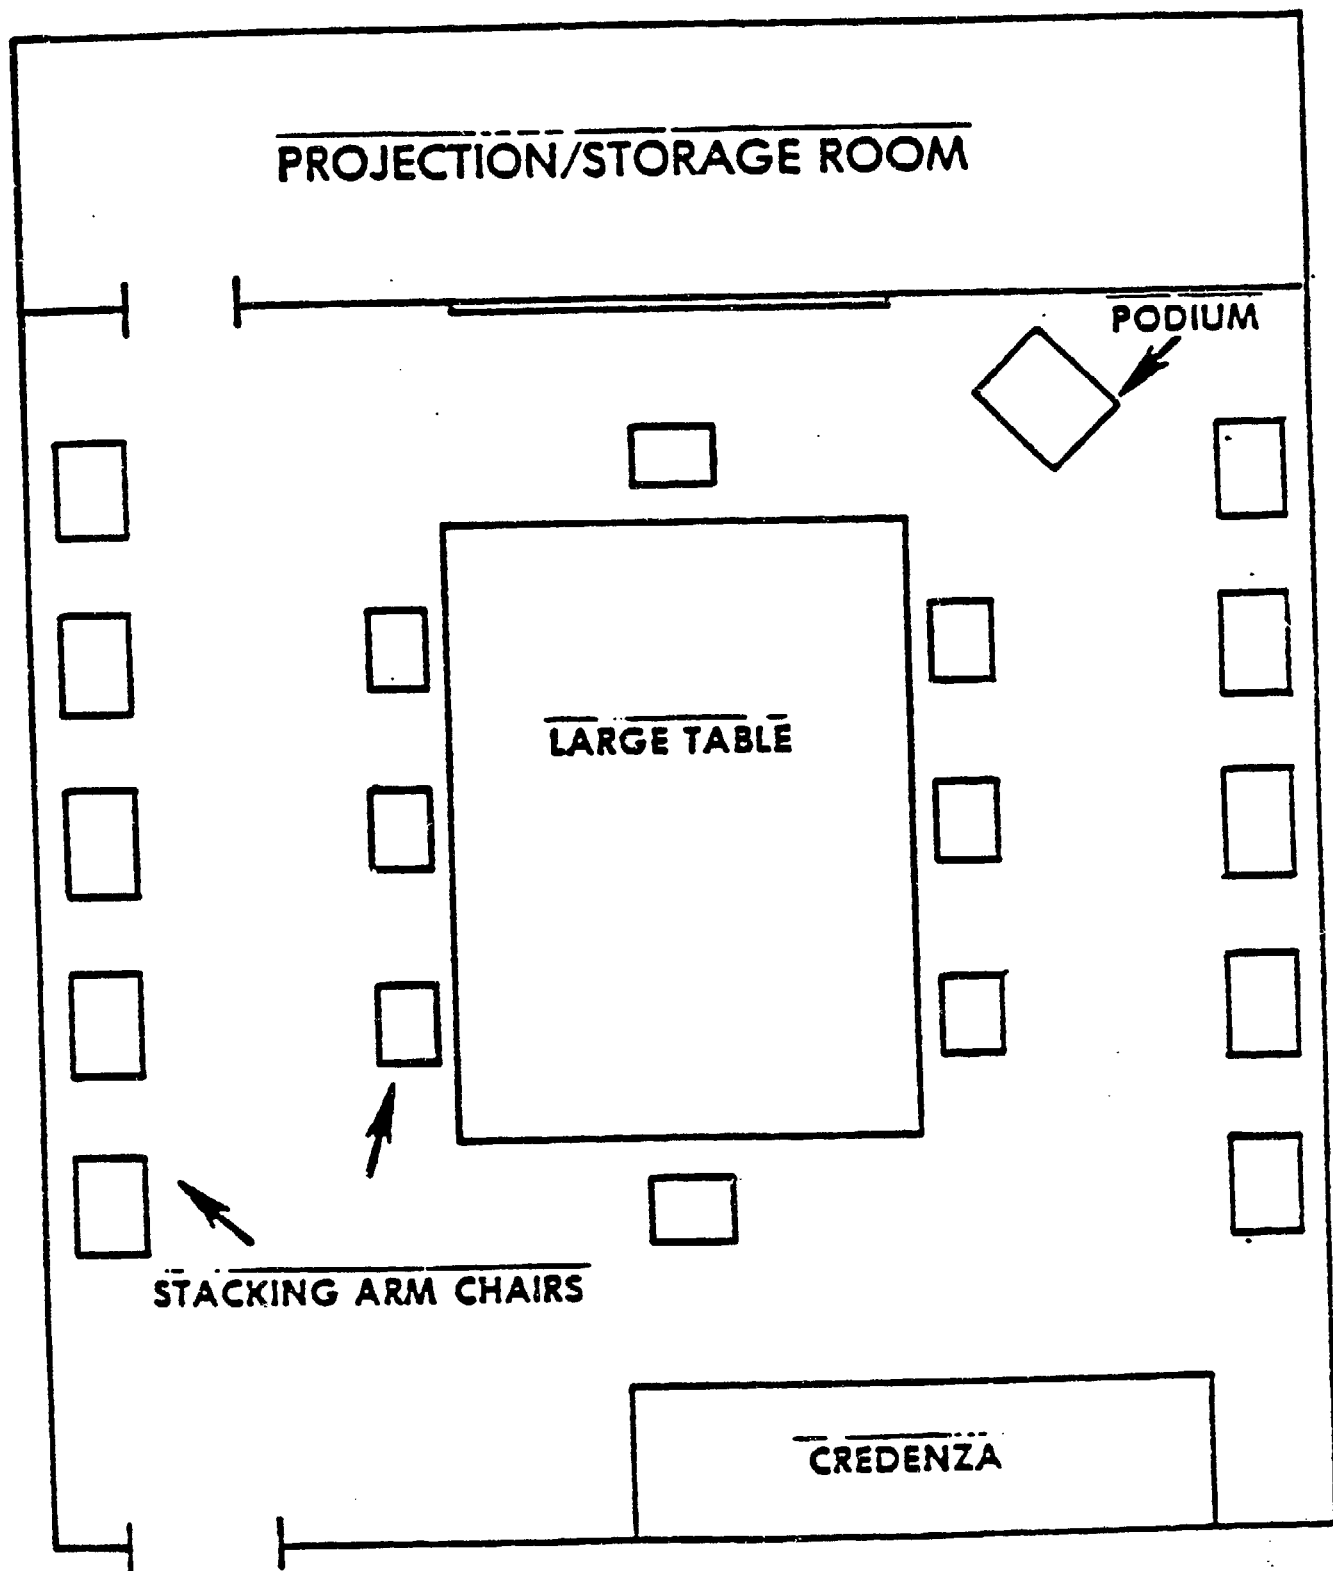 PROJECTION/STORAGE ROOM
PODIUM
LARGE TABLE
STACKING ARM CHAIRS
CREDENZA